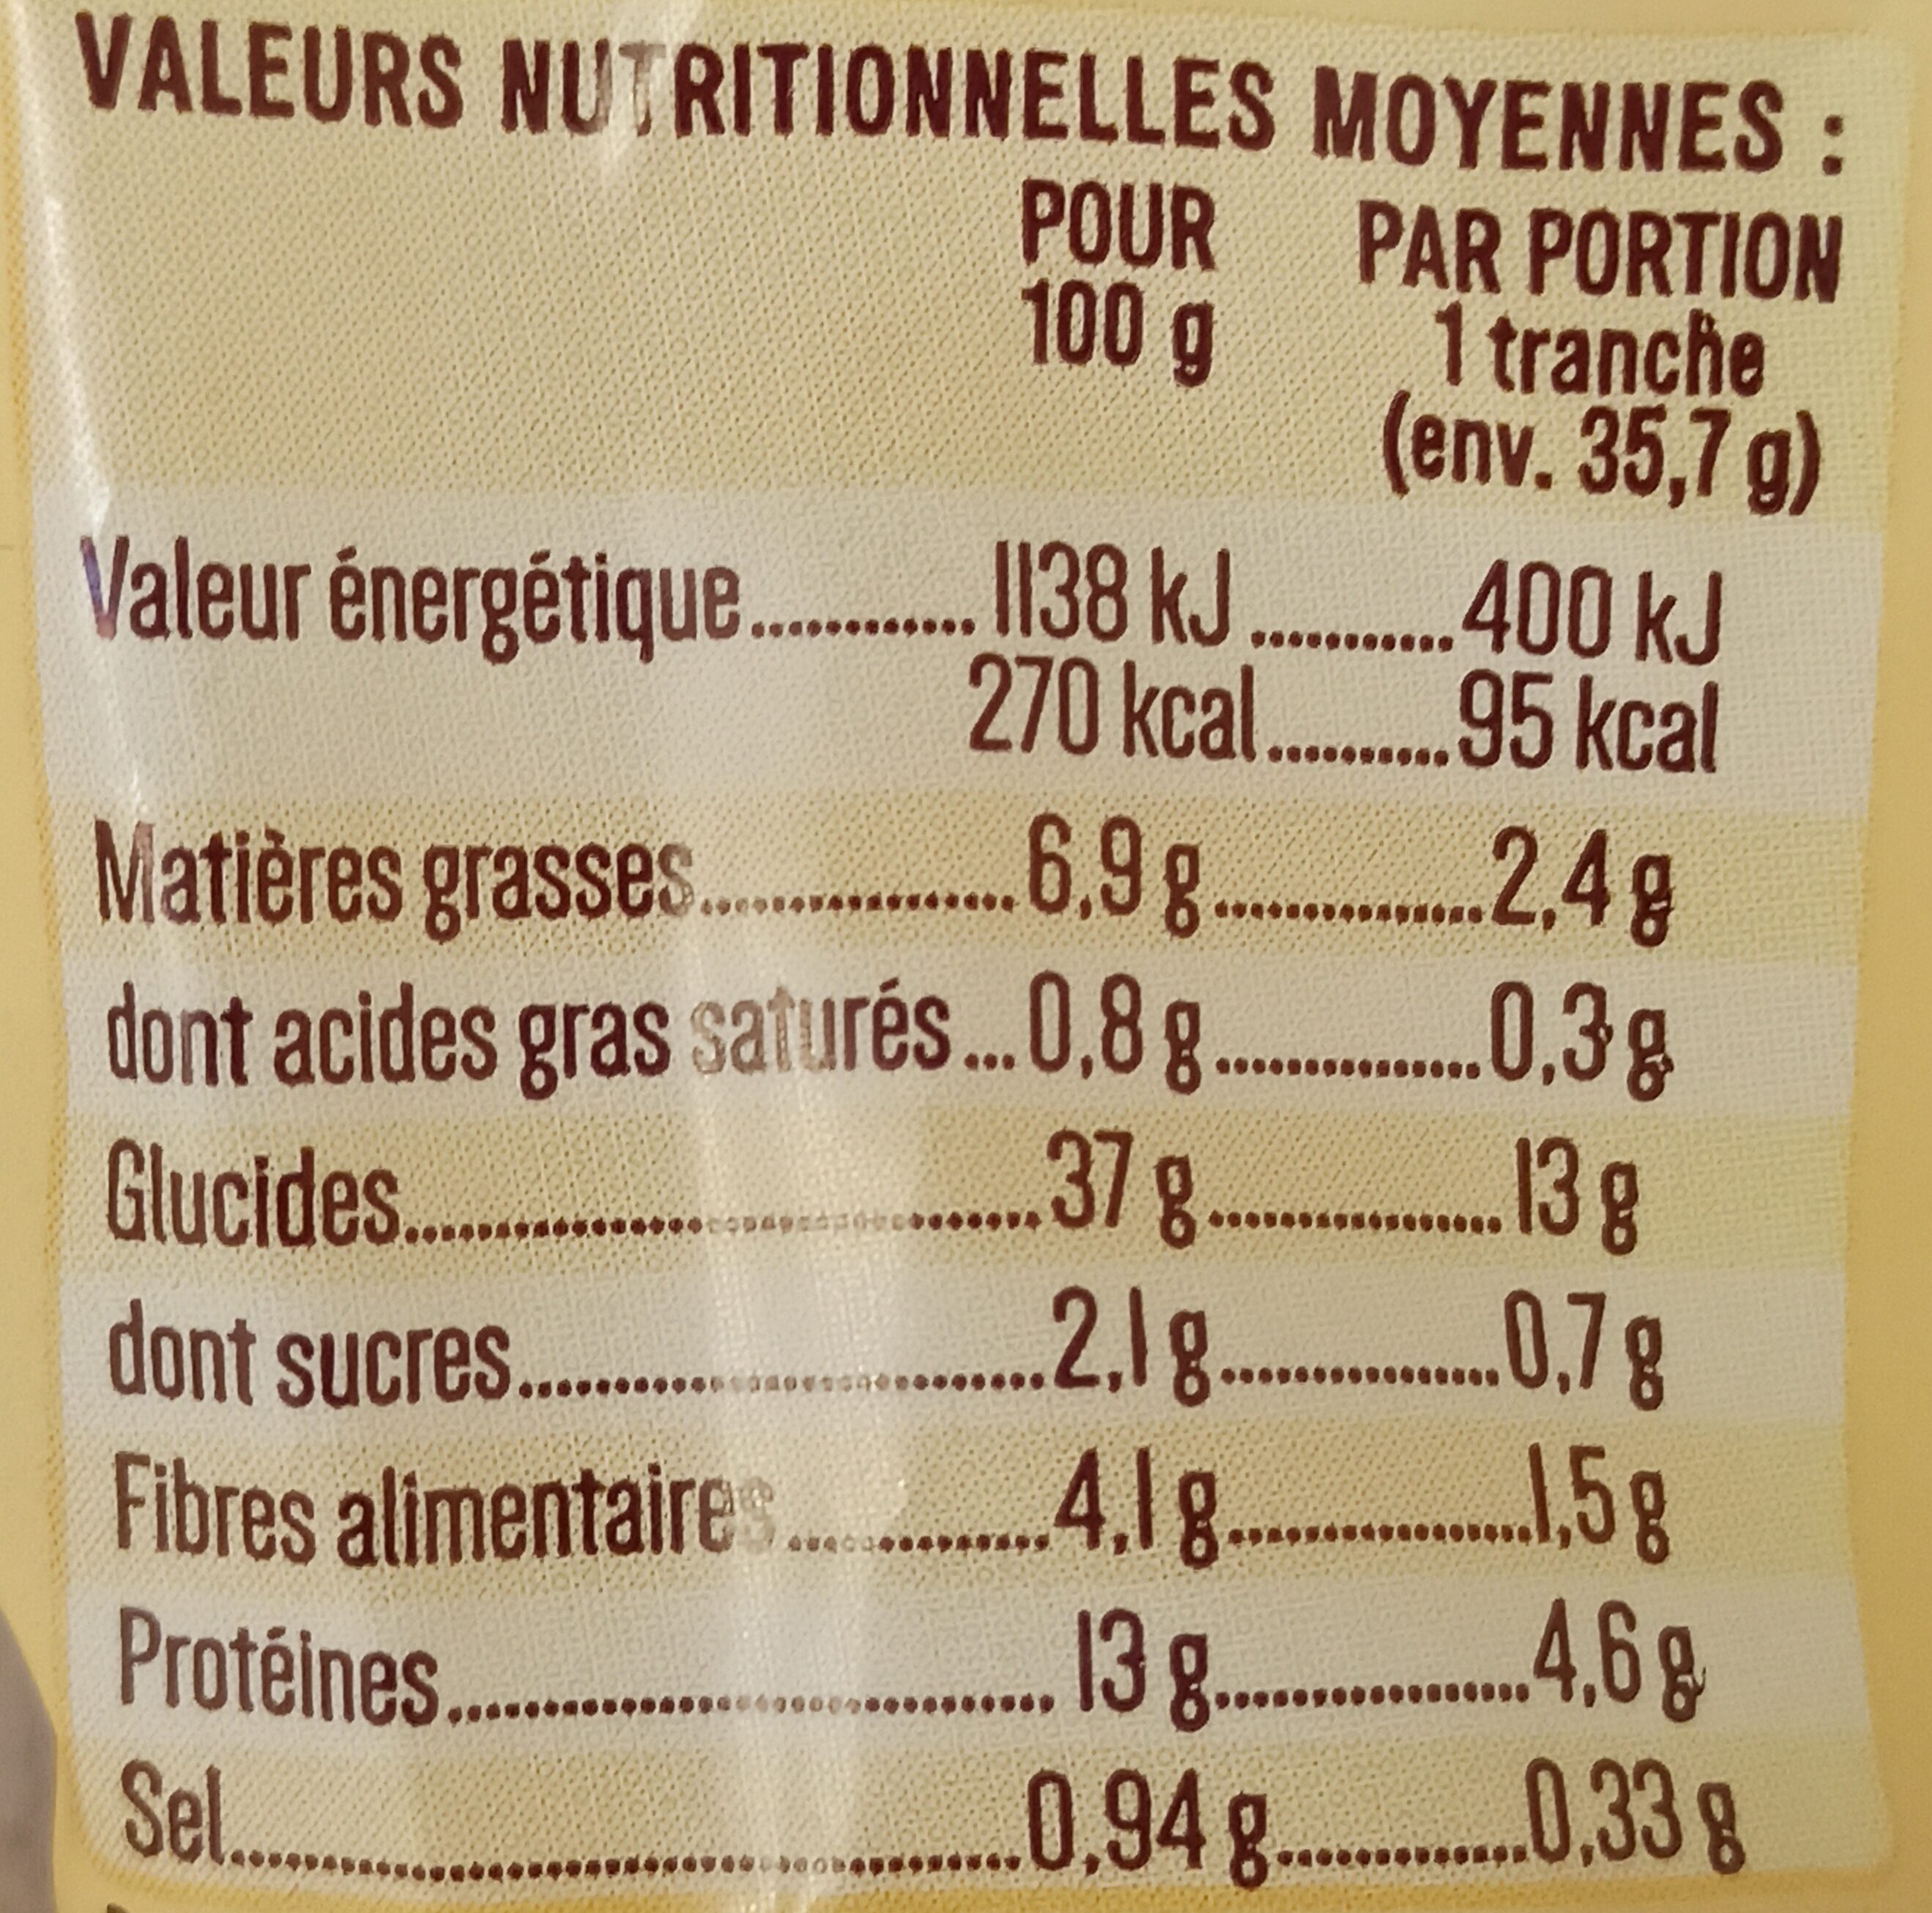 VALEURS NUTRITIONNELLES MOYENNES :
POUR PAR PORTION
100 g 1 tranche
(env. 35,7 g)
Valeur énergétique............ 1138 kJ ............ 400 kJ
270 kcal ........... 95 kcal
Matières grasses................. 6,9 g ................ 2,4 g
dont acides gras saturés ... 0,8 g ................ 0,3 g
Glucides................................... 37 g ................. 13 g
dont sucres............................. 2,1 g ................ 0,7 g
Fibres alimentaires .............. 4,1 g ................. 1,5 g
Protéines................................. 13 g ................. 4,6 g
Sel........................................... 0,94 g .............. 0,33 g